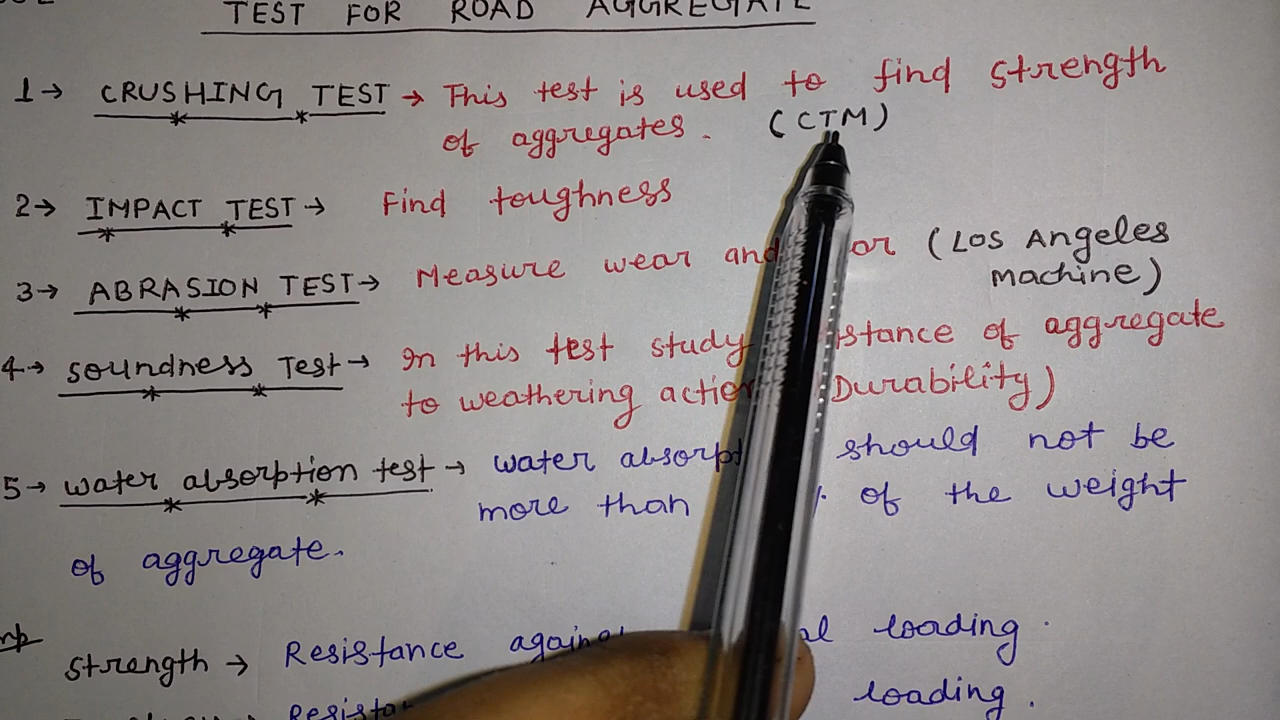 TEST FOR ROAD AGGREGATE
1→ CRUSHING TEST → This test is used to find strength
of aggregates. (CTM)
2→ IMPACT TEST → Find toughness
3→ ABRASION TEST → Measure wear and (Los Angeles
machine)
4→ soundness Test → In this test study of aggregate
to weathering action Durability)
5→ water absorption test → water should not be
more than % of the weight
of aggregate.
strength → Resistance loading.
loading.